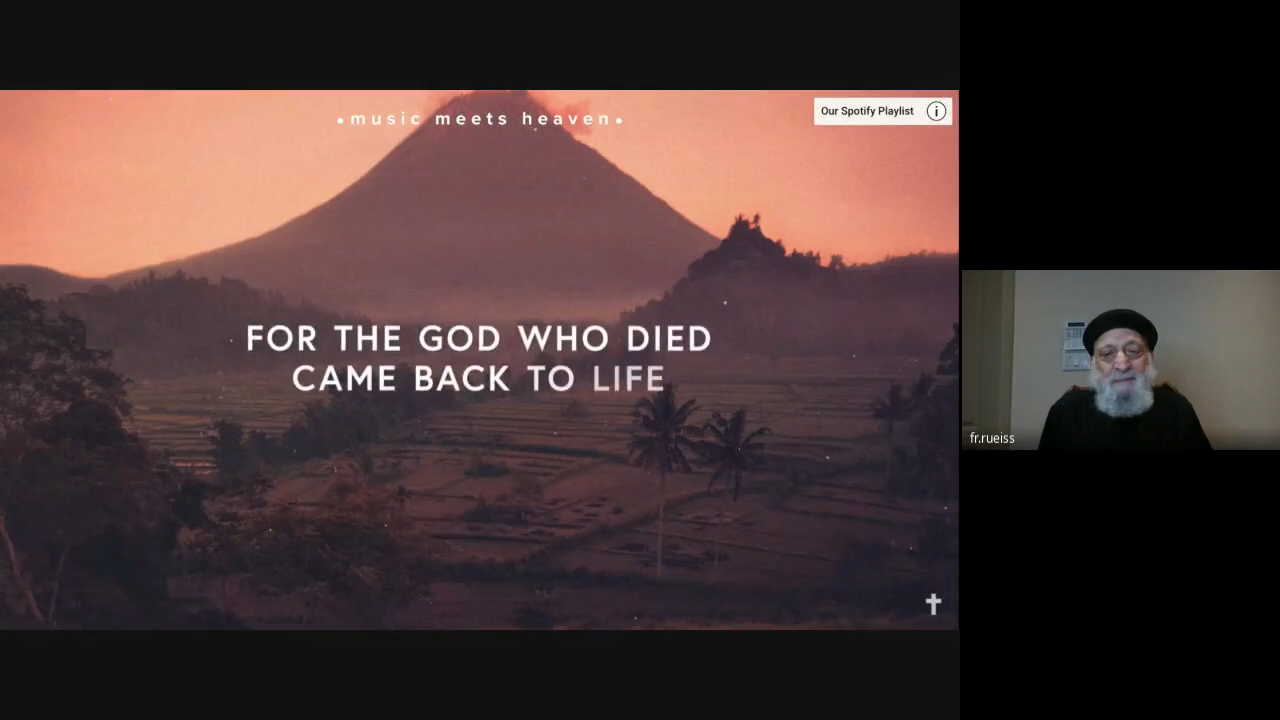 •music meets heaven•
Our Spotify Playlist
FOR THE GOD WHO DIED
CAME BACK TO LIFE
fr.rueiss